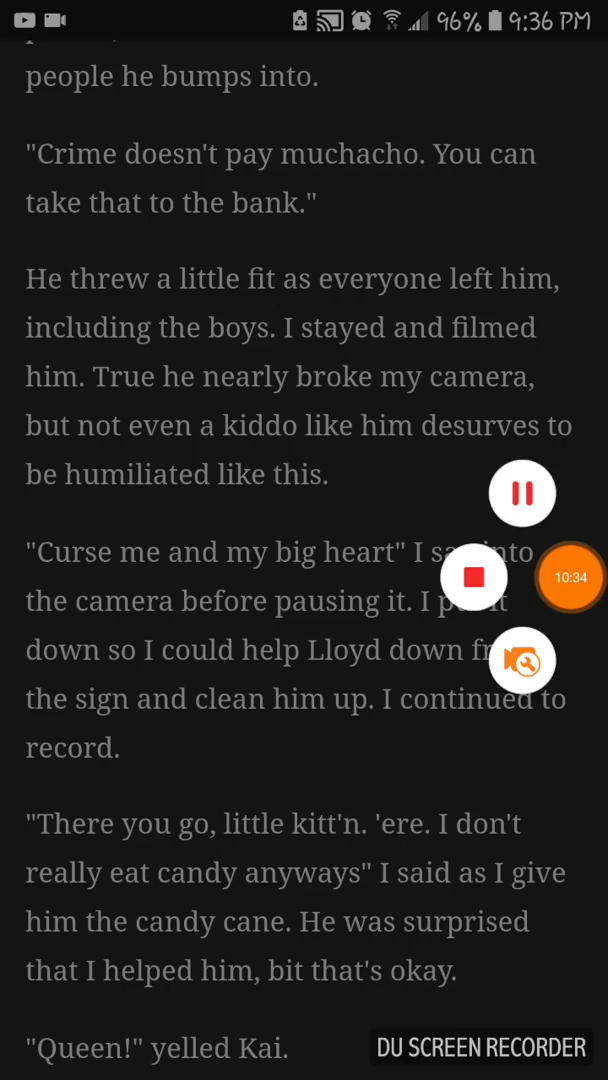 96% 9:36 PM
people he bumps into.
"Crime doesn't pay muchacho. You can
take that to the bank."
He threw a little fit as everyone left him,
including the boys. I stayed and filmed
him. True he nearly broke my camera,
but not even a kiddo like him desurves to
be humiliated like this.
"Curse me and my big heart" I into
10:34
the camera before pausing it. I
down so I could help Lloyd down
the sign and clean him up. I continued to
record.
"There you go, little kitt'n. 'ere. I don't
really eat candy anyways" I said as I give
him the candy cane. He was surprised
that I helped him, bit that's okay.
"Queen!" yelled Kai.
DU SCREEN RECORDER